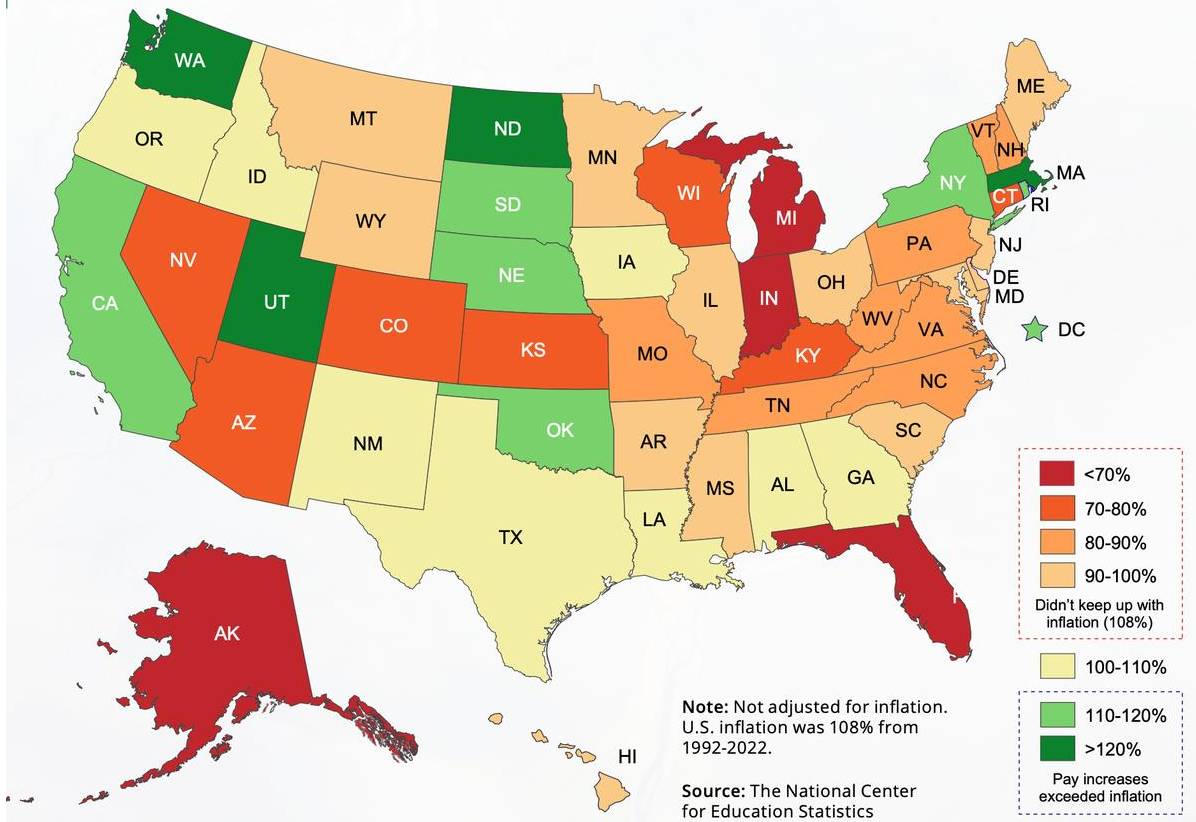 WA
ME
MT
ND
VT
OR
MN
NH
ID
MA
NY
WI
SD
CT
RI
MI
WY
PA
NJ
IA
NV
NE
DE
OH
MD
CA
UT
IN
IL
WV
CO
VA
DC
KS
MO
KY
NC
TN
AZ
OK
SC
NM
AR
GA
MS
AL
LA
TX
AK
HI
<70%
70-80%
80-90%
90-100%
Didn't keep up with
inflation (108%)
100-110%
110-120%
>120%
Pay increases
exceeded inflation
Note: Not adjusted for inflation.
U.S. inflation was 108% from
1992-2022.
Source: The National Center
for Education Statistics